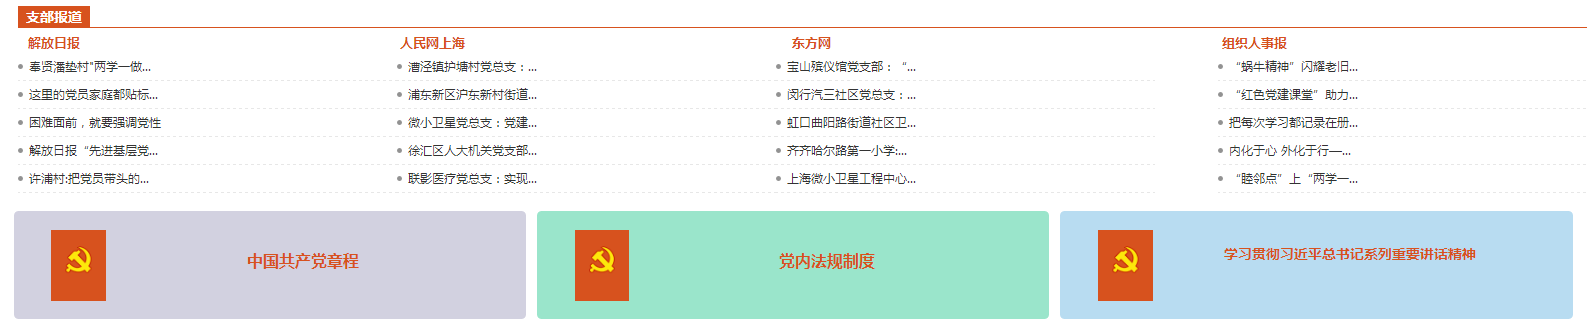 支部报道
解放日报
奉贤潘垫村"两学一做...
这里的党员家庭都贴标...
困难面前，就要强调党性
解放日报“先进基层党...
许浦村:把党员带头的...
人民网上海
漕泾镇护塘村党总支：...
浦东新区沪东新村街道...
微小卫星党总支：党建...
徐汇区人大机关党支部...
联影医疗党总支：实现...
东方网
宝山殡仪馆党支部：“...
闵行汽三社区党总支：...
虹口曲阳路街道社区卫...
齐齐哈尔路第一小学:...
上海微小卫星工程中心...
组织人事报
“蜗牛精神”闪耀老旧...
“红色党建课堂”助力...
把每次学习都记录在册...
内化于心 外化于行—...
“睦邻点”上“两学一...
中国共产党章程
党内法规制度
学习贯彻习近平总书记系列重要讲话精神